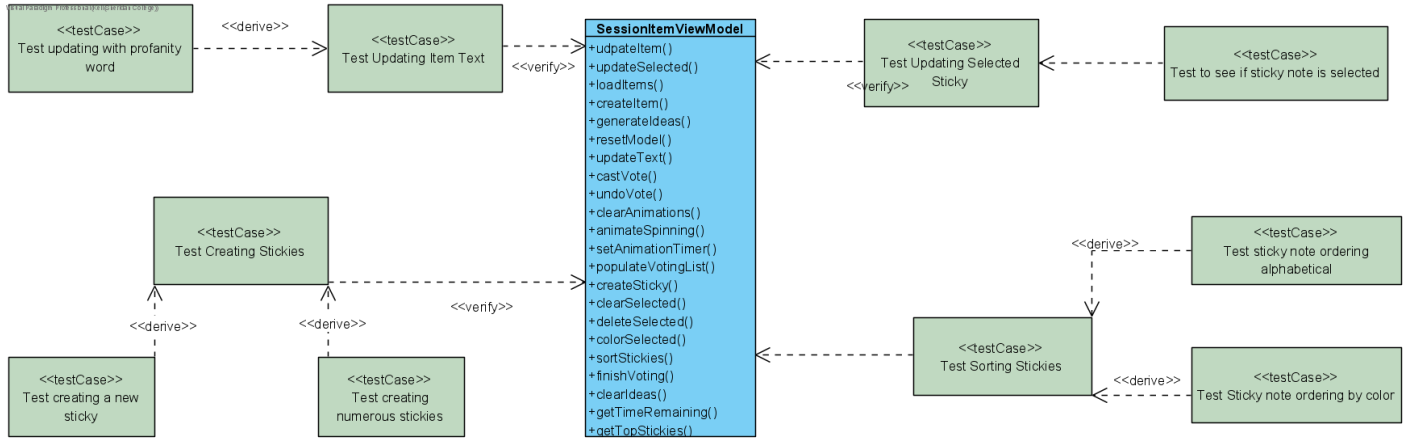 <<testCase>>
Test updating with profanity
word
<<derive>>
<<testCase>>
Test Updating Item Text
<<verify>>
SessionItemViewModel
+udpateItem()
+updateSelected()
+loadItems()
+createItem()
+generateIdeas()
+resetModel()
+updateText()
+castVote()
+undoVote()
+clearAnimations()
+animateSpinning()
+setAnimationTimer()
+populateVotingList()
+createSticky()
+clearSelected()
+deleteSelected()
+colorSelected()
+sortStickies()
+finishVoting()
+clearIdeas()
+getTimeRemaining()
+getTopStickies()
<<testCase>>
Test Updating Selected
Sticky
<<verify>>
<<testCase>>
Test to see if sticky note is selected
<<testCase>>
Test Creating Stickies
<<verify>>
<<derive>>
<<derive>>
<<testCase>>
Test creating a new
sticky
<<testCase>>
Test creating
numerous stickies
<<testCase>>
Test sticky note ordering
alphabetical
<<derive>>
<<testCase>>
Test Sorting Stickies
<<derive>>
<<testCase>>
Test Sticky note ordering by color